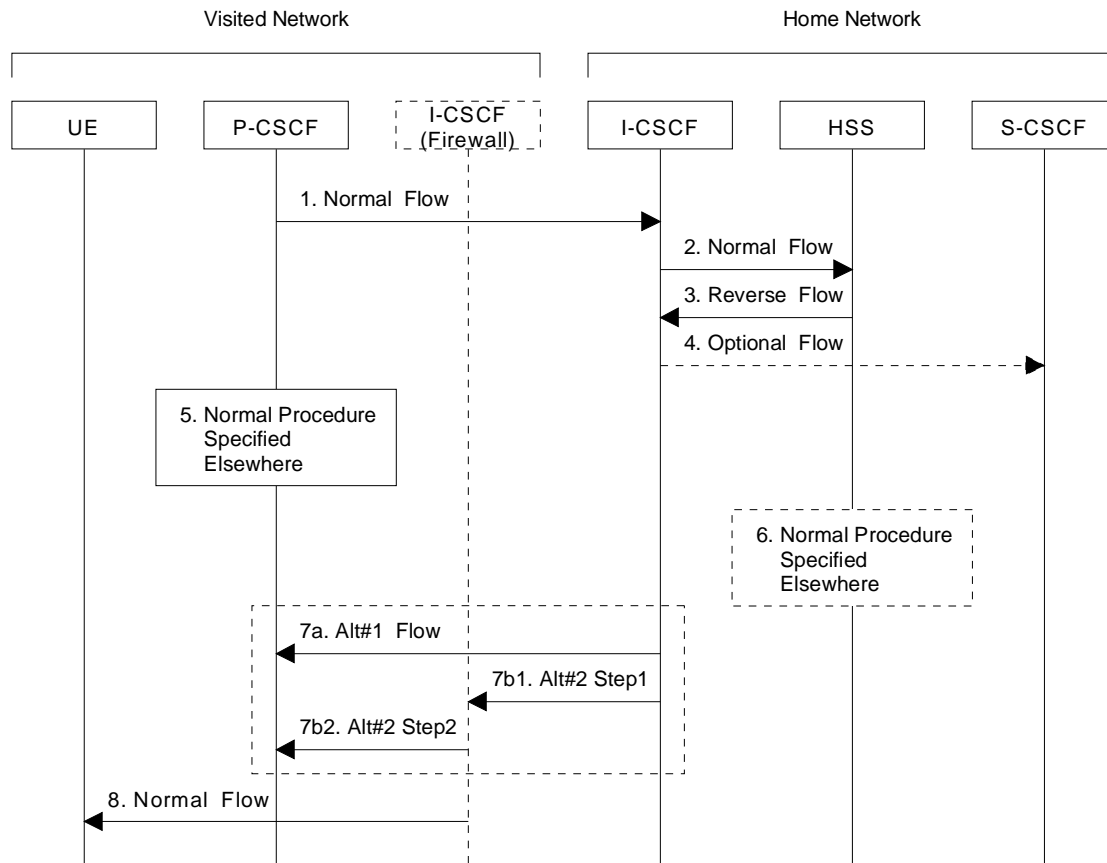 Visited Network
Home Network
UE
P-CSCF
I-CSCF
(Firewall)
I-CSCF
HSS
S-CSCF
1. Normal Flow
2. Normal Flow
3. Reverse Flow
4. Optional Flow
5. Normal Procedure
Specified
Elsewhere
6. Normal Procedure
Specified
Elsewhere
7a. Alt#1 Flow
7b1. Alt#2 Step1
7b2. Alt#2 Step2
8. Normal Flow